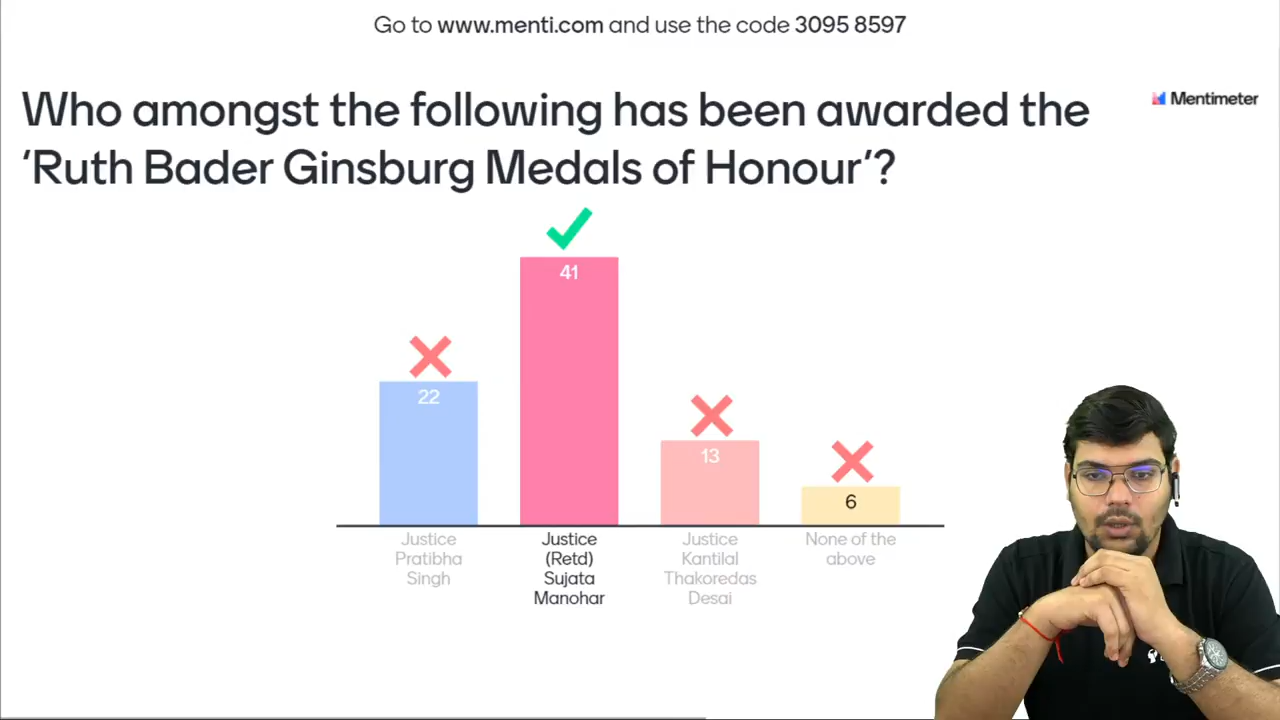 Go to www.menti.com and use the code 3095 8597
Who amongst the following has been awarded the
'Ruth Bader Ginsburg Medals of Honour'?
Mentimeter
41
22
13
6
Justice
Pratibha
Singh
Justice
(Retd)
Sujata
Manohar
Justice
Kantilal
Thakoredas
Desai
None of the
above